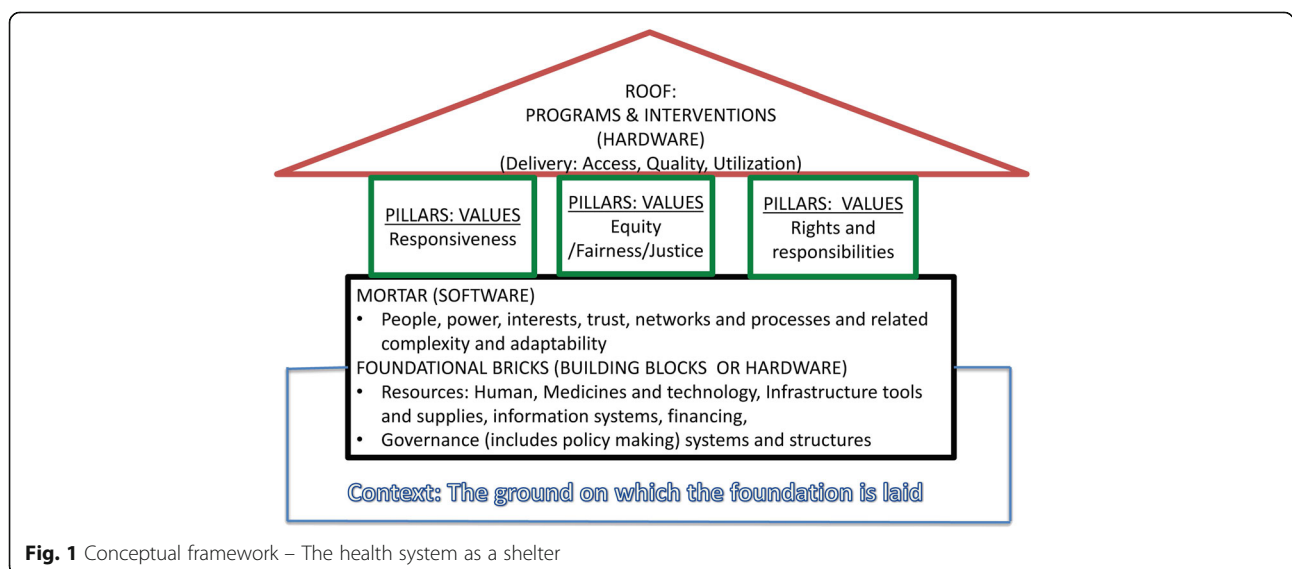 ROOF:
PROGRAMS & INTERVENTIONS
(HARDWARE)
(Delivery: Access, Quality, Utilization)
PILLARS: VALUES
Responsiveness
PILLARS: VALUES
Equity
/Fairness/Justice
PILLARS: VALUES
Rights and
responsibilities
MORTAR (SOFTWARE)
• People, power, interests, trust, networks and processes and related
complexity and adaptability
FOUNDATIONAL BRICKS (BUILDING BLOCKS OR HARDWARE)
• Resources: Human, Medicines and technology, Infrastructure tools
and supplies, information systems, financing,
• Governance (includes policy making) systems and structures
Context: The ground on which the foundation is laid
Fig. 1 Conceptual framework – The health system as a shelter